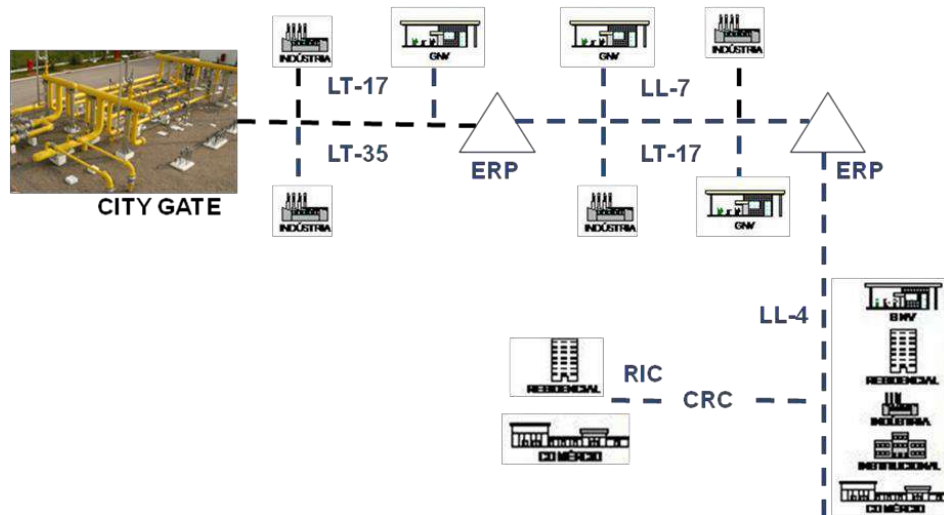 INDÚSTRIA
GNV
GNV
INDÚSTRIA
LT-17
LL-7
LT-35
LT-17
ERP
ERP
CITY GATE
INDÚSTRIA
INDÚSTRIA
GNV
LL-4
GNV
RESIDENCIAL
INDÚSTRIA
INSTITUCIONAL
COMÉRCIO
RESIDENCIAL
RIC
CRC
COMÉRCIO